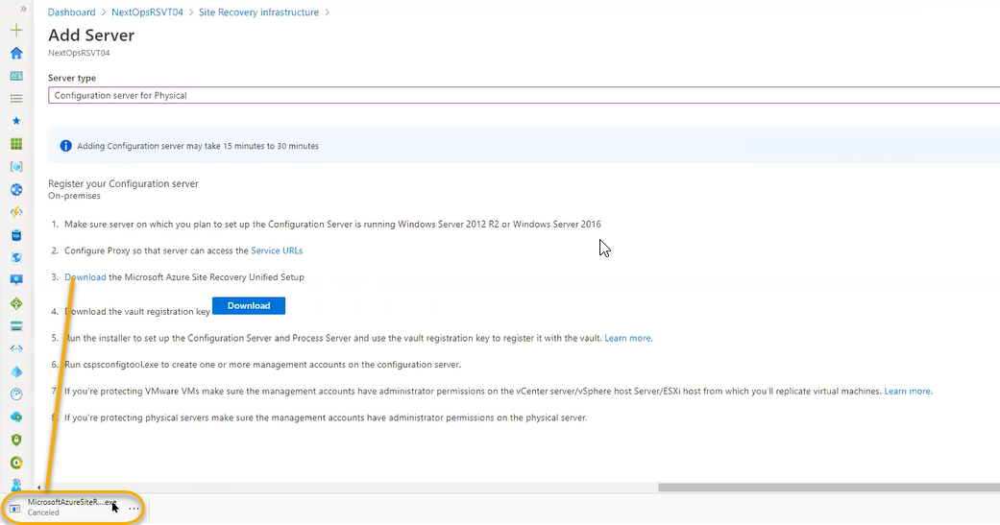 Dashboard > NextOpsRSVT04 > Site Recovery infrastructure >
Add Server
NextOpsRSVT04
Server type
Configuration server for Physical
Adding Configuration server may take 15 minutes to 30 minutes
Register your Configuration server
On-premises
1. Make sure server on which you plan to set up the Configuration Server is running Windows Server 2012 R2 or Windows Server 2016
2. Configure Proxy so that server can access the Service URLs
3. Download the Microsoft Azure Site Recovery Unified Setup
4. Download the vault registration key Download
5. Run the installer to set up the Configuration Server and Process Server and use the vault registration key to register it with the vault. Learn more.
6. Run cspsconfigtool.exe to create one or more management accounts on the configuration server.
7. If you're protecting VMware VMs make sure the management accounts have administrator permissions on the vCenter server/vSphere host Server/ESXi host from which you'll replicate virtual machines. Learn more.
8. If you're protecting physical servers make sure the management accounts have administrator permissions on the physical server.
MicrosoftAzureSiteR....exe
Canceled